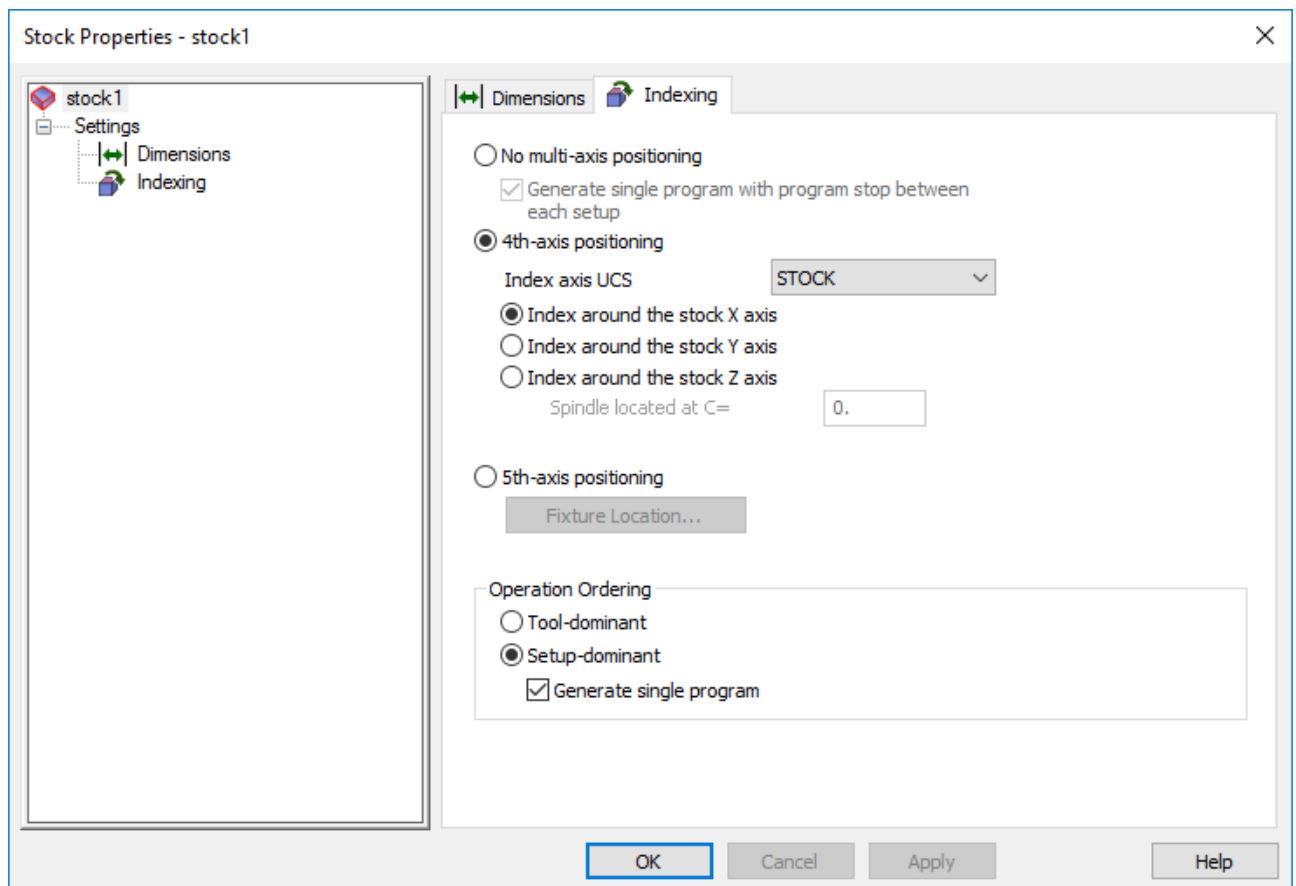 Stock Properties - stock1
stock1
Settings
Dimensions
Indexing
Dimensions
Indexing
No multi-axis positioning
Generate single program with program stop between
each setup
4th-axis positioning
Index axis UCS
STOCK
Index around the stock X axis
Index around the stock Y axis
Index around the stock Z axis
Spindle located at C=
0.
5th-axis positioning
Fixture Location...
Operation Ordering
Tool-dominant
Setup-dominant
Generate single program
OK
Cancel
Apply
Help